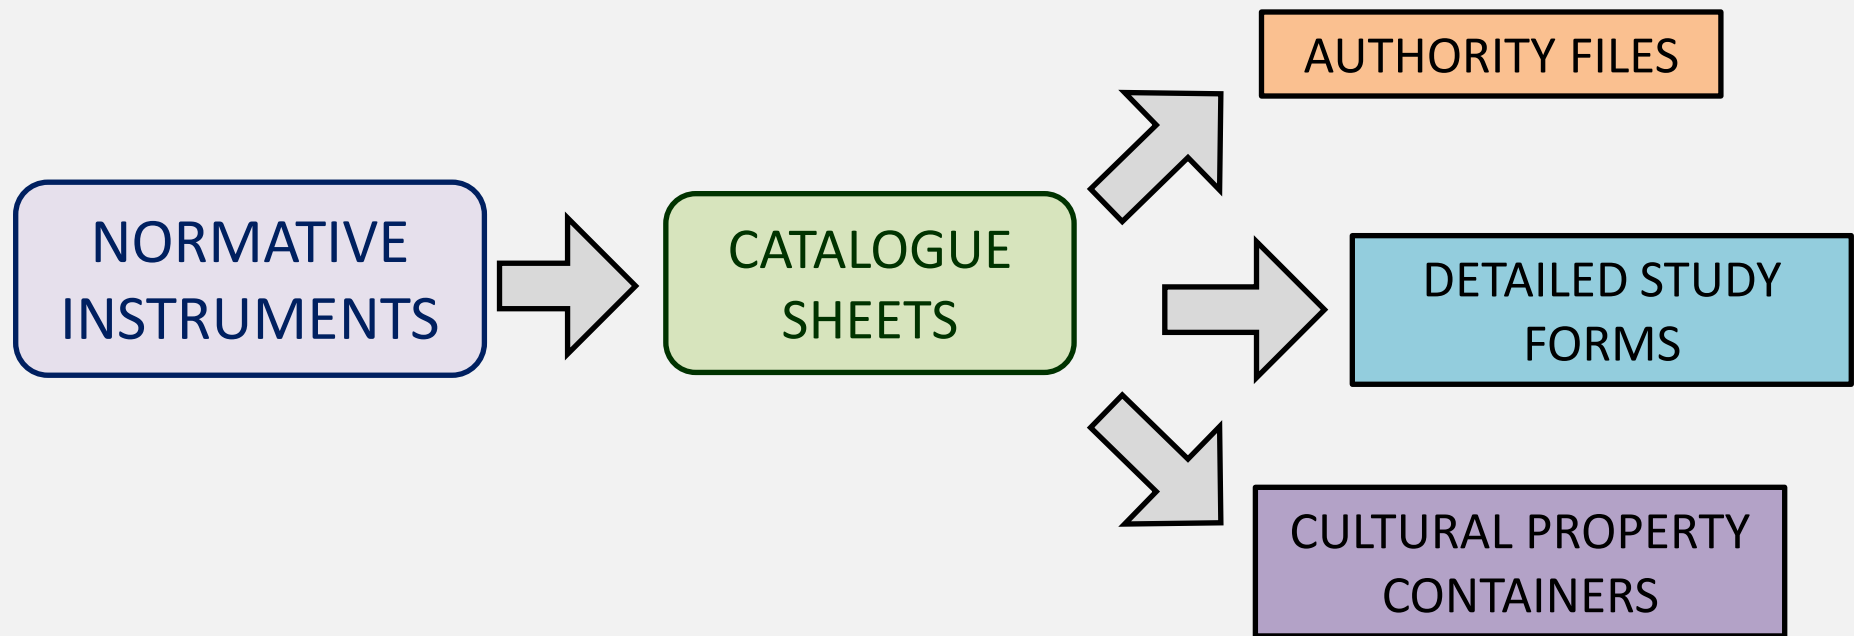 NORMATIVE
INSTRUMENTS
CATALOGUE
SHEETS
AUTHORITY FILES
DETAILED STUDY
FORMS
CULTURAL PROPERTY
CONTAINERS